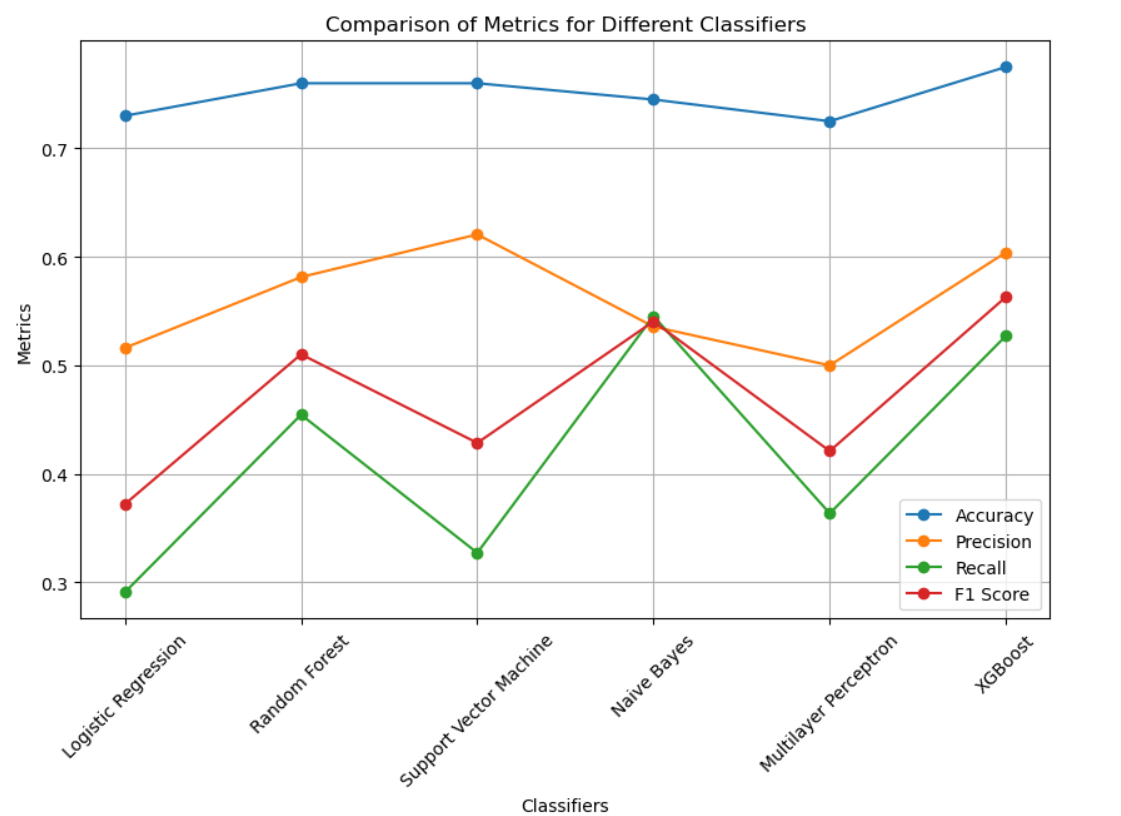 Comparison of Metrics for Different Classifiers
Metrics
0.7
0.6
0.5
0.4
0.3
Accuracy
Precision
Recall
F1 Score
Logistic Regression
Random Forest
Support Vector Machine
Naive Bayes
Multilayer Perceptron
XGBoost
Classifiers